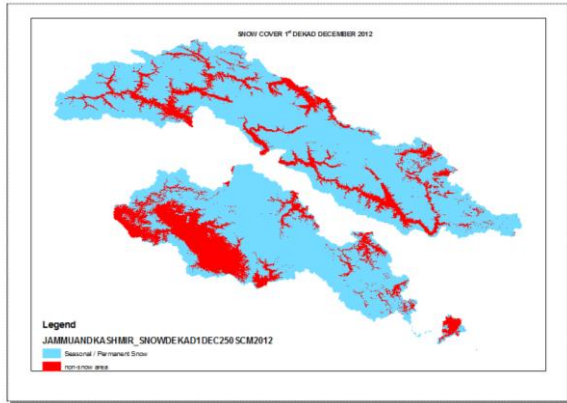 SNOW COVER 1st DEKAD DECEMBER 2012
Legend
JAMMUANDKASHMIR_SNOWDEKAD1DEC250SCM2012
Seasonal / Permanent Snow
non-snow area